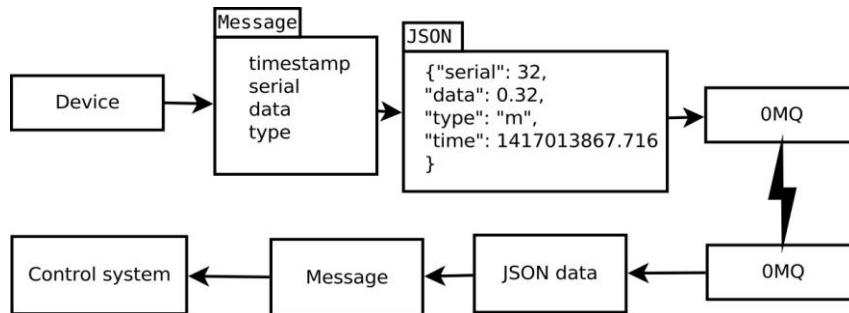 Message
timestamp
serial
data
type
JSON
{"serial": 32,
"data": 0.32,
"type": "m",
"time": 1417013867.716
}
Device
0MQ
Control system
Message
JSON data
0MQ